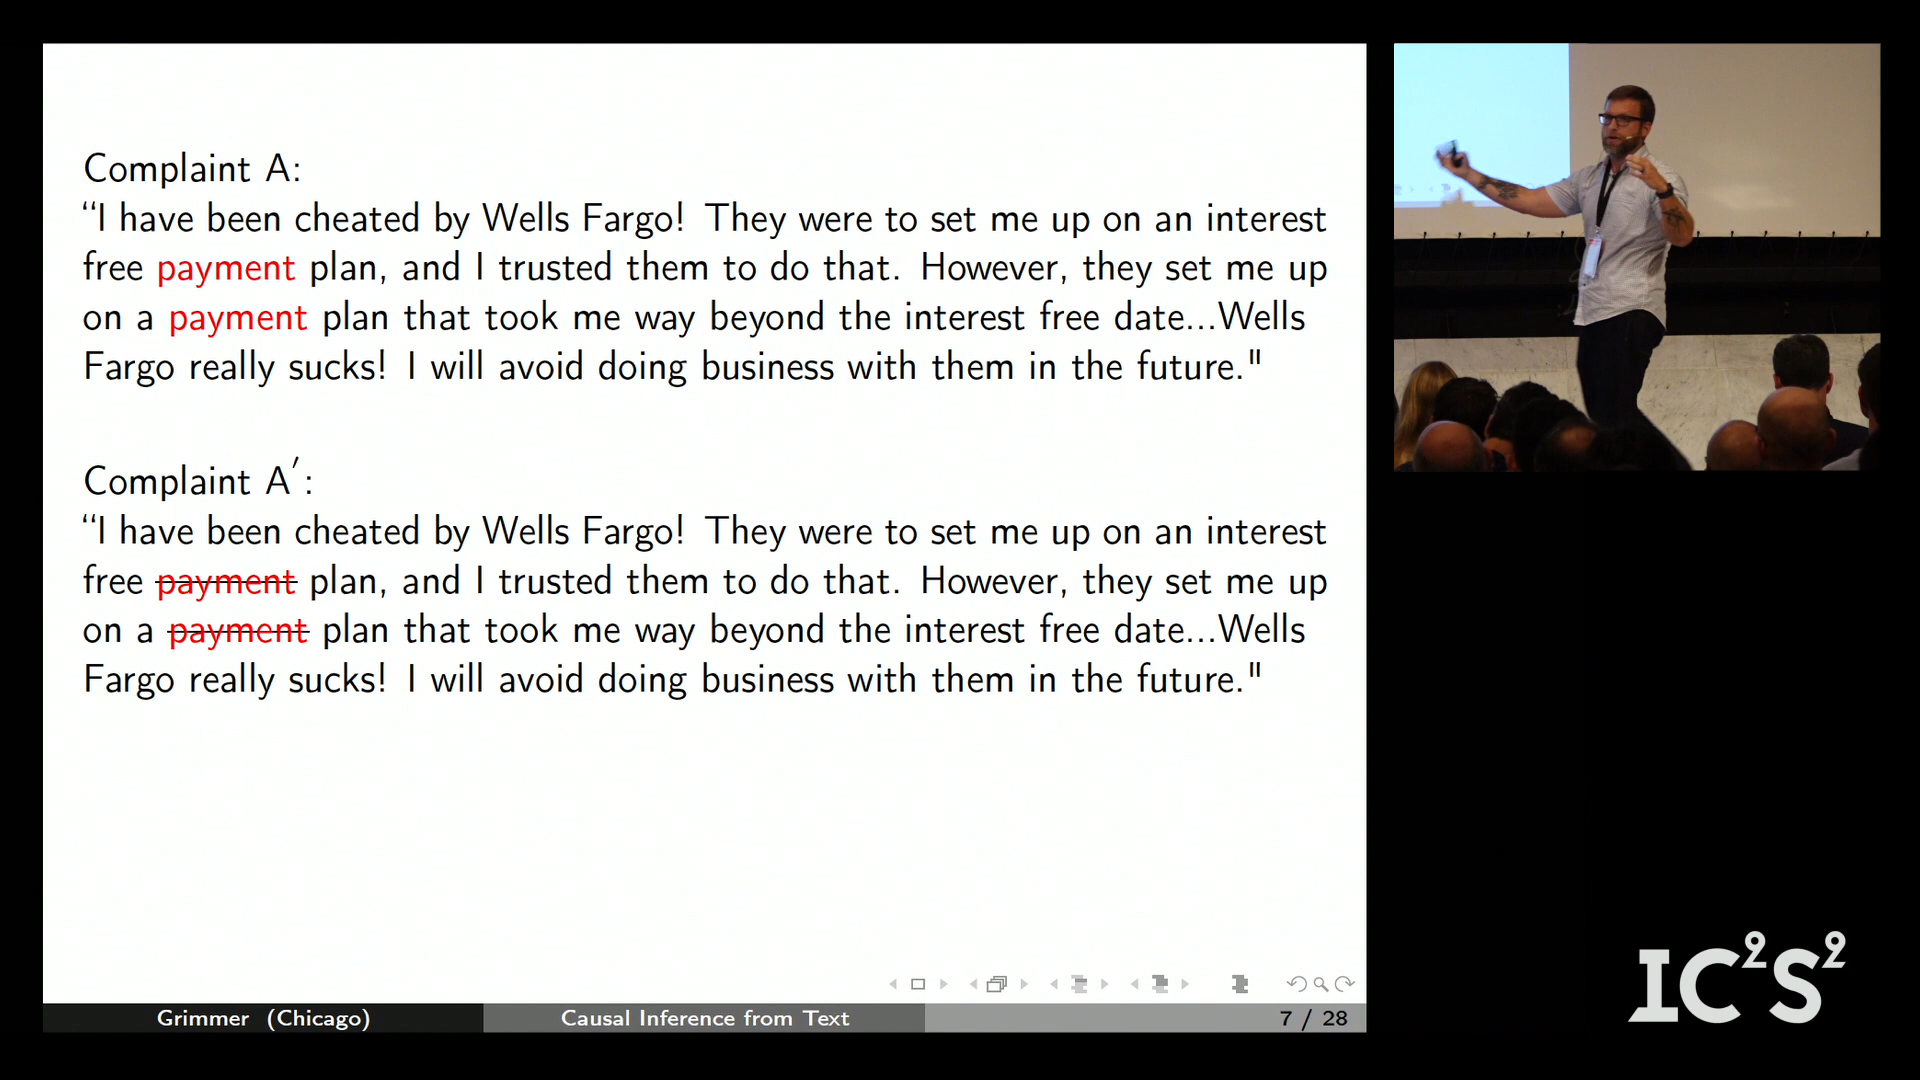 Complaint A:
“I have been cheated by Wells Fargo! They were to set me up on an interest
free payment plan, and I trusted them to do that. However, they set me up
on a payment plan that took me way beyond the interest free date...Wells
Fargo really sucks! I will avoid doing business with them in the future."
Complaint A′:
“I have been cheated by Wells Fargo! They were to set me up on an interest
free payment plan, and I trusted them to do that. However, they set me up
on a payment plan that took me way beyond the interest free date...Wells
Fargo really sucks! I will avoid doing business with them in the future."
Grimmer (Chicago)
Causal Inference from Text
7 / 28
IC²S²